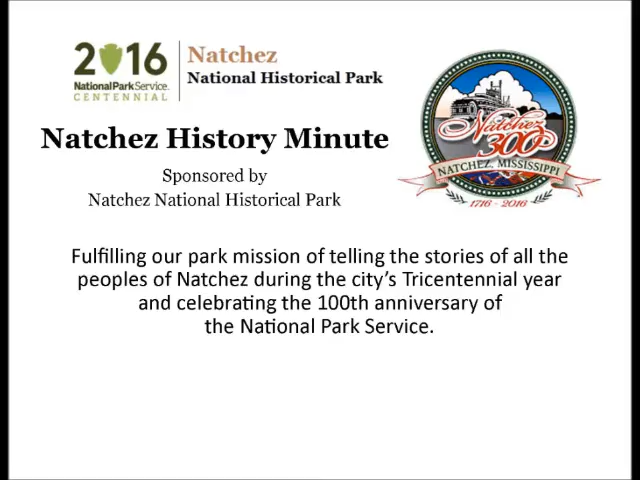 2016
National Park Service
CENTENNIAL
Natchez
National Historical Park
Natchez
300
NATCHEZ, MISSISSIPPI
1716 - 2016
Natchez History Minute
Sponsored by
Natchez National Historical Park
Fulfilling our park mission of telling the stories of all the
peoples of Natchez during the city’s Tricentennial year
and celebrating the 100th anniversary of
the National Park Service.